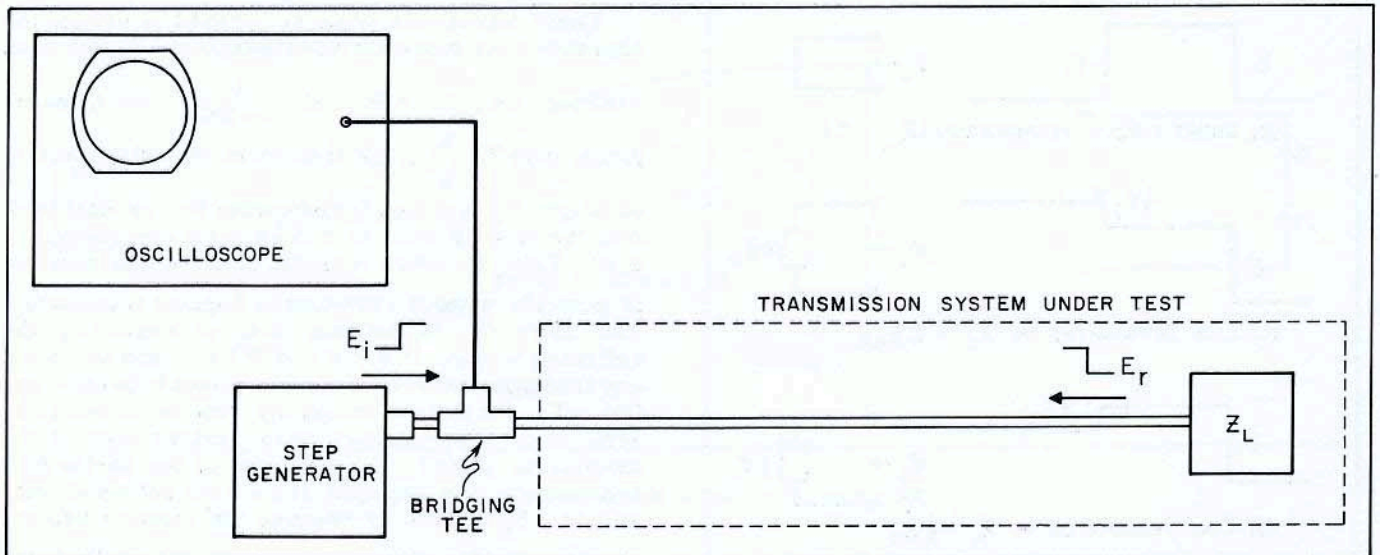 OSCILLOSCOPE
TRANSMISSION SYSTEM UNDER TEST
E_i
E_r
STEP
GENERATOR
BRIDGING
TEE
Z_L